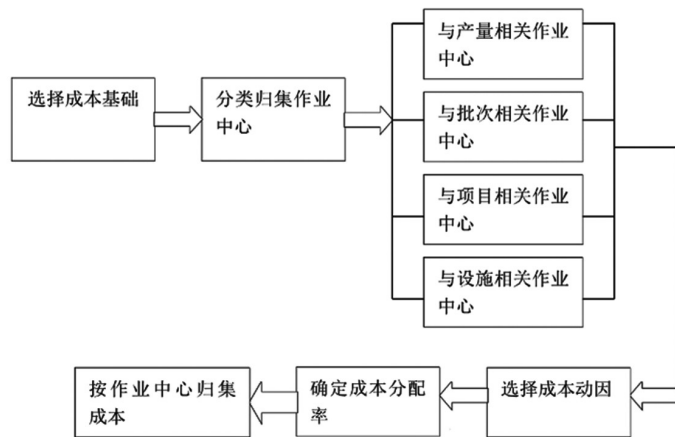 选择成本基础
分类归集作业
中心
与产量相关作业
中心
与批次相关作业
中心
与项目相关作业
中心
与设施相关作业
中心
按作业中心归集
成本
确定成本分配
率
选择成本动因